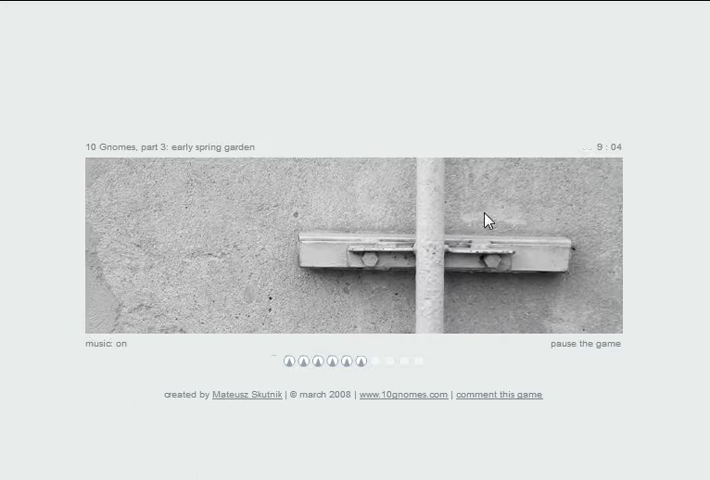 10 Gnomes, part 3: early spring garden
9 : 04
music: on
pause the game
created by Mateusz Skutnik | © march 2008 | www.10gnomes.com | comment this game